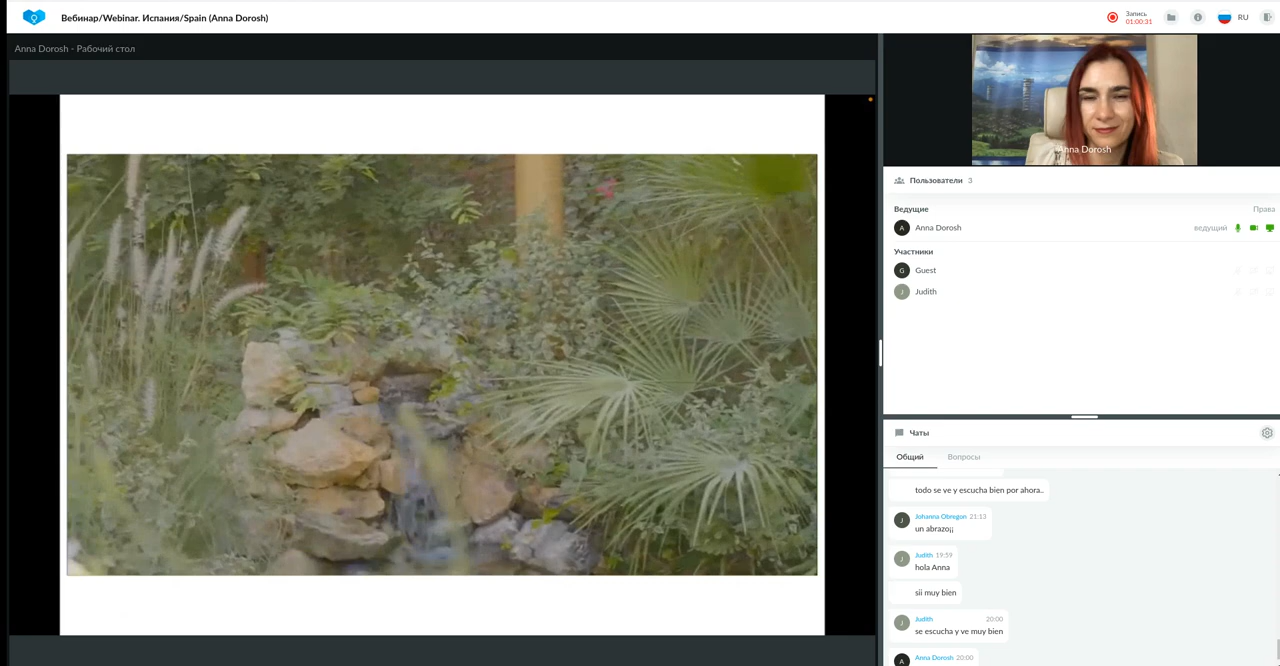 Вебинар/Webinar. Испания/Spain (Anna Dorosh)
Запись
01:00:31
RU
Anna Dorosh - Рабочий стол
Anna Dorosh
Пользователи 3
Ведущие Права
A Anna Dorosh ведущий
Участники
G Guest
J Judith
Чаты
Общий Вопросы
todo se ve y escucha bien por ahora..
J Johanna Obregon 21:13
un abrazo¡¡
J Judith 19:59
hola Anna
sii muy bien
J Judith 20:00
se escucha y ve muy bien
A Anna Dorosh 20:00